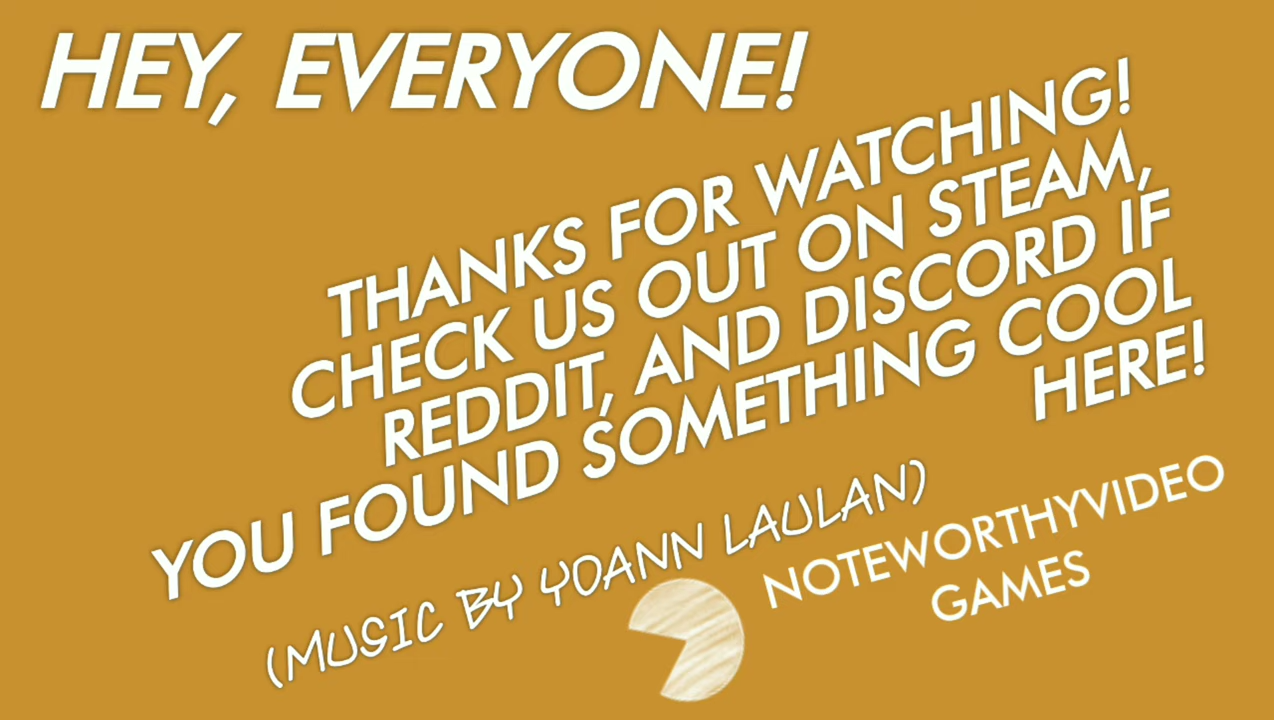 HEY, EVERYONE!
THANKS FOR WATCHING!
CHECK US OUT ON STEAM,
REDDIT, AND DISCORD IF
YOU FOUND SOMETHING COOL
HERE!
(MUSIC BY YOANN LAULAN)
NOTEWORTHYVIDEO
GAMES